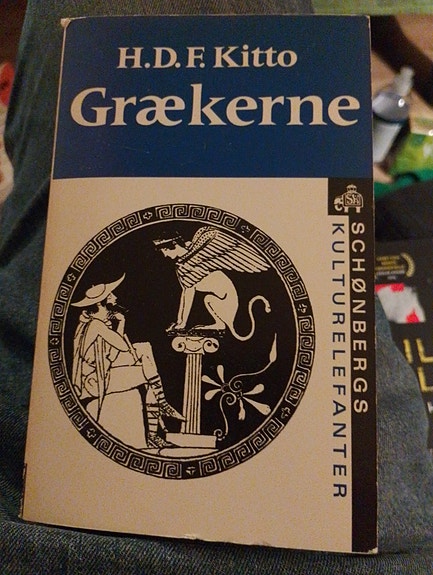 H.D.F. Kitto
Grækerne
SCHØNBERGS
KULTURELEFANTER